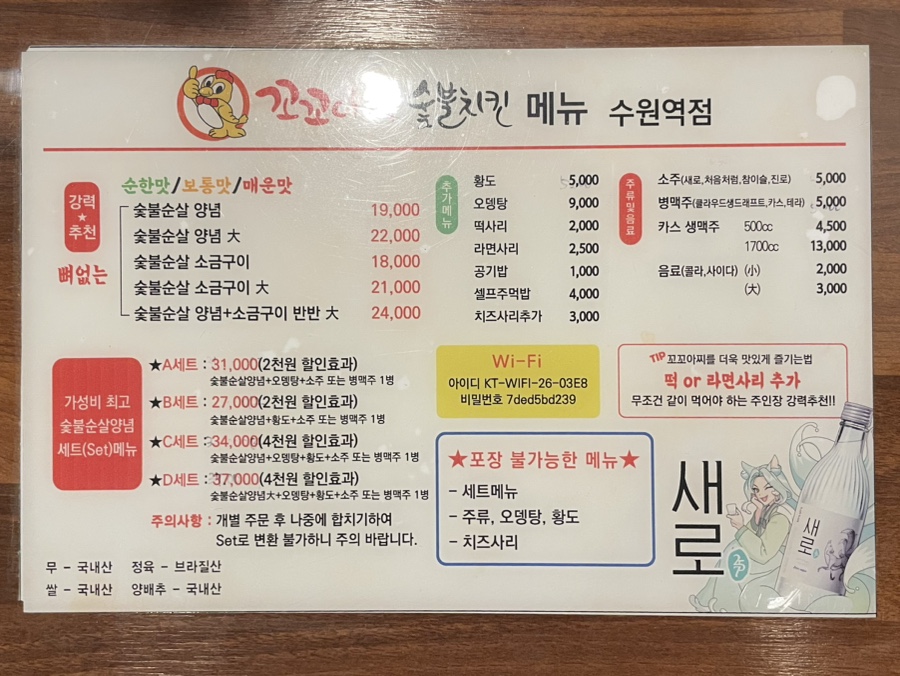 꼬꼬아찌 숯불치킨 메뉴 수원역점
강력
★
추천
뼈없는
순한맛/보통맛/매운맛
숯불순살 양념 19,000
숯불순살 양념 大 22,000
숯불순살 소금구이 18,000
숯불순살 소금구이 大 21,000
숯불순살 양념+소금구이 반반 大 24,000
추가메뉴
황도 5,000
오뎅탕 9,000
떡사리 2,000
라면사리 2,500
공기밥 1,000
셀프주먹밥 4,000
치즈사리추가 3,000
주류및음료
소주(새로,처음처럼,참이슬,진로) 5,000
병맥주(클라우드생드래프트,카스,테라) 5,000
카스 생맥주 500cc 4,500
1700cc 13,000
음료(콜라,사이다) (小) 2,000
(大) 3,000
가성비 최고
숯불순살양념
세트(Set)메뉴
★A세트 : 31,000(2천원 할인효과)
숯불순살양념+오뎅탕+소주 또는 병맥주 1병
★B세트 : 27,000(2천원 할인효과)
숯불순살양념+황도+소주 또는 병맥주 1병
★C세트 : 34,000(4천원 할인효과)
숯불순살양념+오뎅탕+황도+소주 또는 병맥주 1병
★D세트 : 37,000(4천원 할인효과)
숯불순살양념大+오뎅탕+황도+소주 또는 병맥주 1병
주의사항 : 개별 주문 후 나중에 합치기하여
Set로 변환 불가하니 주의 바랍니다.
무 - 국내산 정육 - 브라질산
쌀 - 국내산 양배추 - 국내산
Wi-Fi
아이디 KT-WIFI-26-03E8
비밀번호 7ded5bd239
TIP 꼬꼬아찌를 더욱 맛있게 즐기는법
떡 or 라면사리 추가
무조건 같이 먹어야 하는 주인장 강력추천!!
★포장 불가능한 메뉴★
- 세트메뉴
- 주류, 오뎅탕, 황도
- 치즈사리
새로
새로